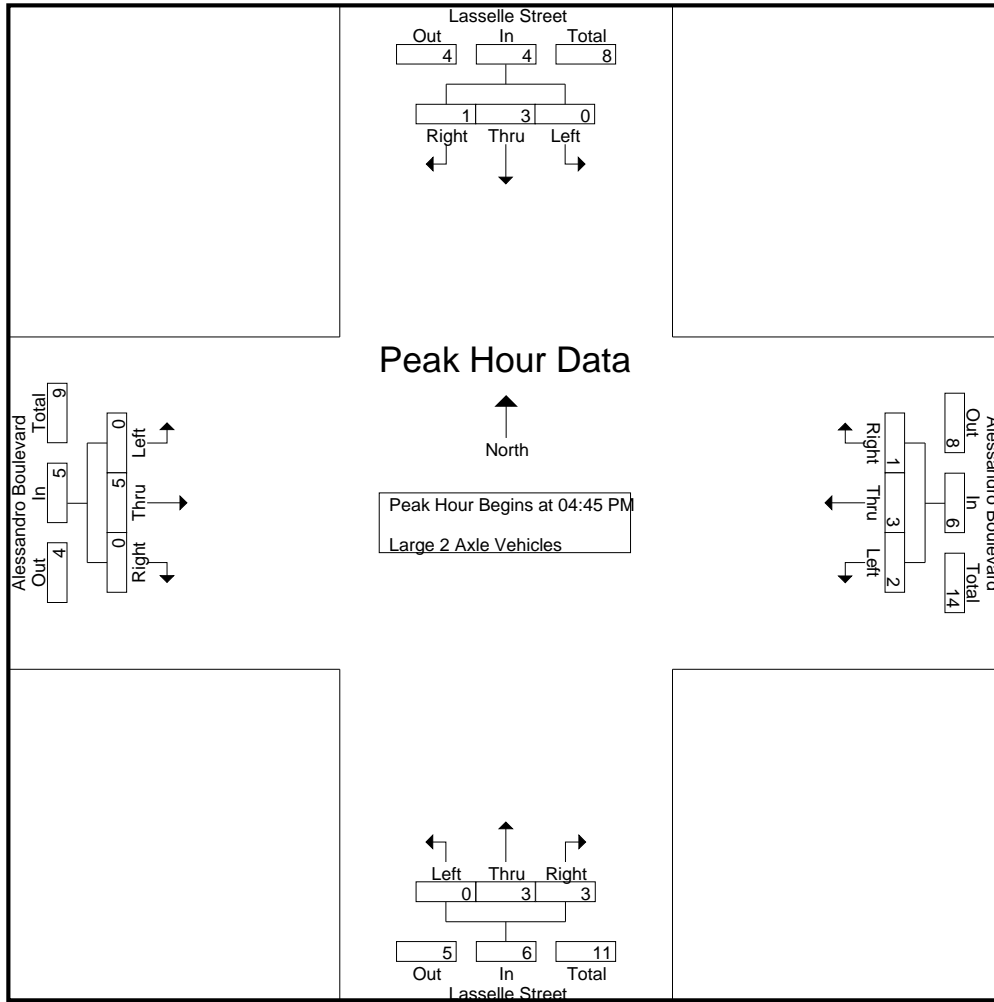 Lasselle Street
Out In Total
4 4 8
1 3 0
Right Thru Left
Peak Hour Data
North
Peak Hour Begins at 04:45 PM
Large 2 Axle Vehicles
Alessandro Boulevard
Out In Total
4 5 9
Right Thru Left
0 5 0
Alessandro Boulevard
Out In Total
8 6 14
Right Thru Left
1 3 2
Left Thru Right
0 3 3
5 6 11
Out In Total
Lasselle Street